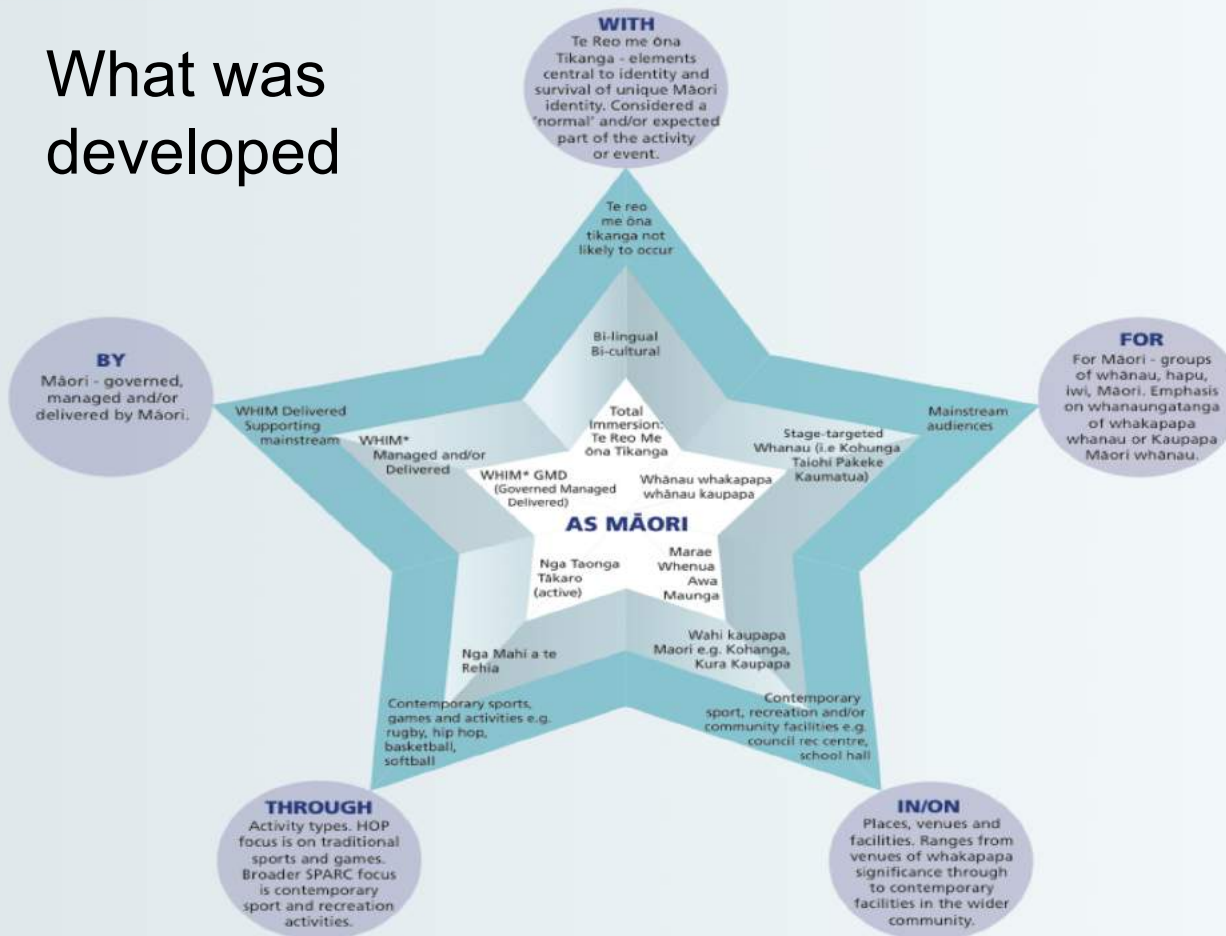 What was
developed
WITH
Te Reo me ōna
Tikanga - elements
central to identity and
survival of unique Māori
identity. Considered a
'normal' and/or expected
part of the activity
or event.
Te reo
me ōna
tikanga not
likely to occur
Bi-lingual
Bi-cultural
Total
Immersion:
Te Reo Me
ōna Tikanga
BY
Māori - governed,
managed and/or
delivered by Māori.
WHIM Delivered
Supporting
mainstream
WHIM*
Managed and/or
Delivered
WHIM* GMD
(Governed Managed
Delivered)
FOR
For Māori - groups
of whānau, hapu,
iwi, Māori. Emphasis
on whanaungatanga
of whakapapa
whanau or Kaupapa
Māori whānau.
Mainstream
audiences
Stage-targeted
Whanau (i.e Kohunga
Taiohi Pakeke
Kaumatua)
Whānau whakapapa
whānau kaupapa
AS MĀORI
Nga Taonga
Tākaro
(active)
Marae
Whenua
Awa
Maunga
Nga Mahi a te
Rehia
Wahi kaupapa
Maori e.g. Kohanga,
Kura Kaupapa
Contemporary sports,
games and activities e.g.
rugby, hip hop,
basketball,
softball
Contemporary
sport, recreation and/or
community facilities e.g.
council rec centre,
school hall
THROUGH
Activity types. HOP
focus is on traditional
sports and games.
Broader SPARC focus
is contemporary
sport and recreation
activities.
IN/ON
Places, venues and
facilities. Ranges from
venues of whakapapa
significance through
to contemporary
facilities in the wider
community.